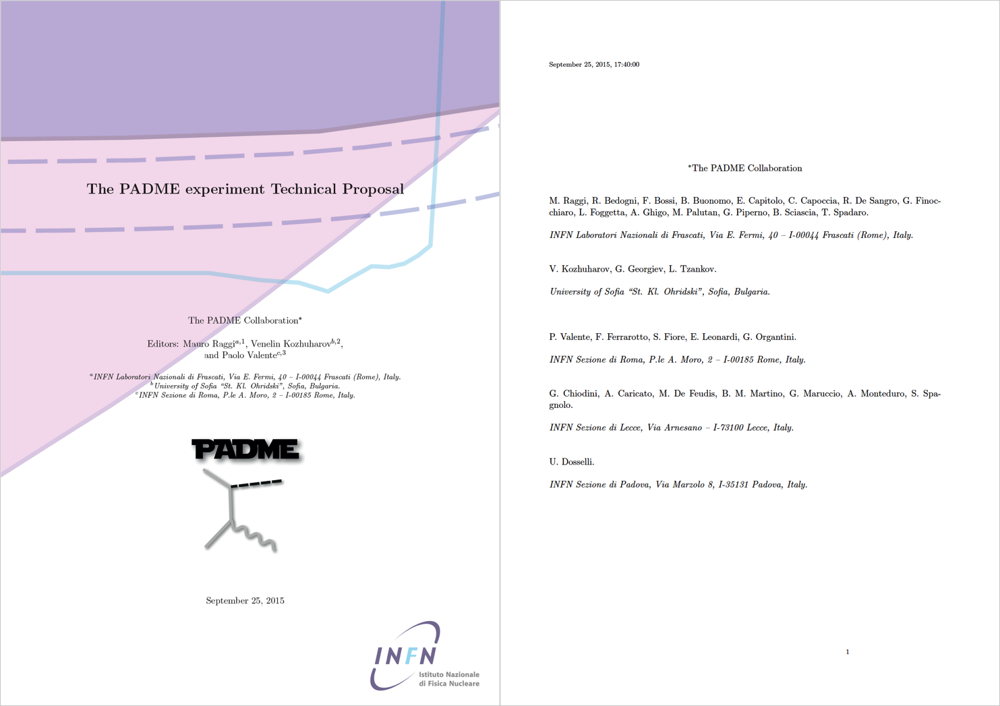 The PADME experiment Technical Proposal
The PADME Collaboration*
Editors: Mauro Raggi^{a,1}, Venelin Kozhuharov^{b,2},
and Paolo Valente^{c,3}
^{a}INFN Laboratori Nazionali di Frascati, Via E. Fermi, 40 – I-00044 Frascati (Rome), Italy.
^{b}University of Sofia “St. Kl. Ohridski”, Sofia, Bulgaria.
^{c}INFN Sezione di Roma, P.le A. Moro, 2 – I-00185 Rome, Italy.
PADME
September 25, 2015
INFN
Istituto Nazionale
di Fisica Nucleare
September 25, 2015, 17:40:00
*The PADME Collaboration
M. Raggi, R. Bedogni, F. Bossi, B. Buonomo, E. Capitolo, C. Capoccia, R. De Sangro, G. Finoc-
chiaro, L. Foggetta, A. Ghigo, M. Palutan, G. Piperno, B. Sciascia, T. Spadaro.
INFN Laboratori Nazionali di Frascati, Via E. Fermi, 40 – I-00044 Frascati (Rome), Italy.
V. Kozhuharov, G. Georgiev, L. Tzankov.
University of Sofia “St. Kl. Ohridski”, Sofia, Bulgaria.
P. Valente, F. Ferrarotto, S. Fiore, E. Leonardi, G. Organtini.
INFN Sezione di Roma, P.le A. Moro, 2 – I-00185 Rome, Italy.
G. Chiodini, A. Caricato, M. De Feudis, B. M. Martino, G. Maruccio, A. Monteduro, S. Spa-
gnolo.
INFN Sezione di Lecce, Via Arnesano – I-73100 Lecce, Italy.
U. Dosselli.
INFN Sezione di Padova, Via Marzolo 8, I-35131 Padova, Italy.
1